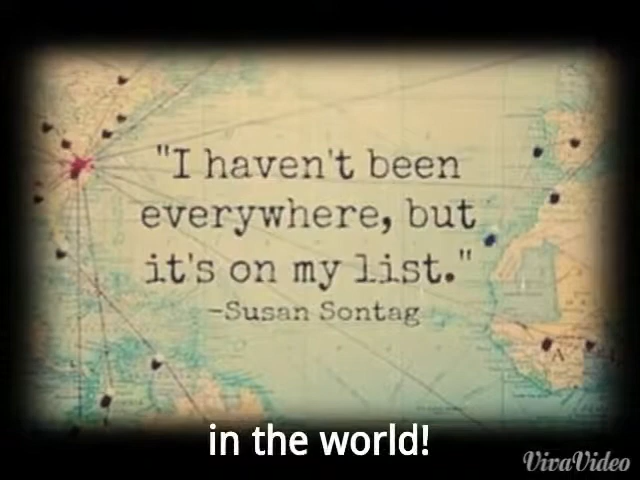 "I haven't been
everywhere, but
it's on my list."
-Susan Sontag
in the world!
VivaVideo